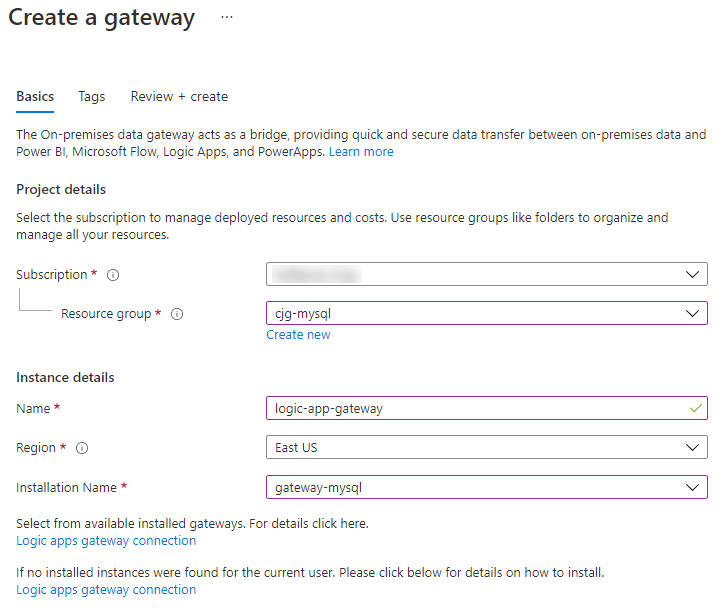 Create a gateway ...
Basics Tags Review + create
The On-premises data gateway acts as a bridge, providing quick and secure data transfer between on-premises data and
Power BI, Microsoft Flow, Logic Apps, and PowerApps. Learn more
Project details
Select the subscription to manage deployed resources and costs. Use resource groups like folders to organize and
manage all your resources.
Subscription *
Resource group * cjg-mysql
Create new
Instance details
Name * logic-app-gateway
Region * East US
Installation Name * gateway-mysql
Select from available installed gateways. For details click here.
Logic apps gateway connection
If no installed instances were found for the current user. Please click below for details on how to install.
Logic apps gateway connection